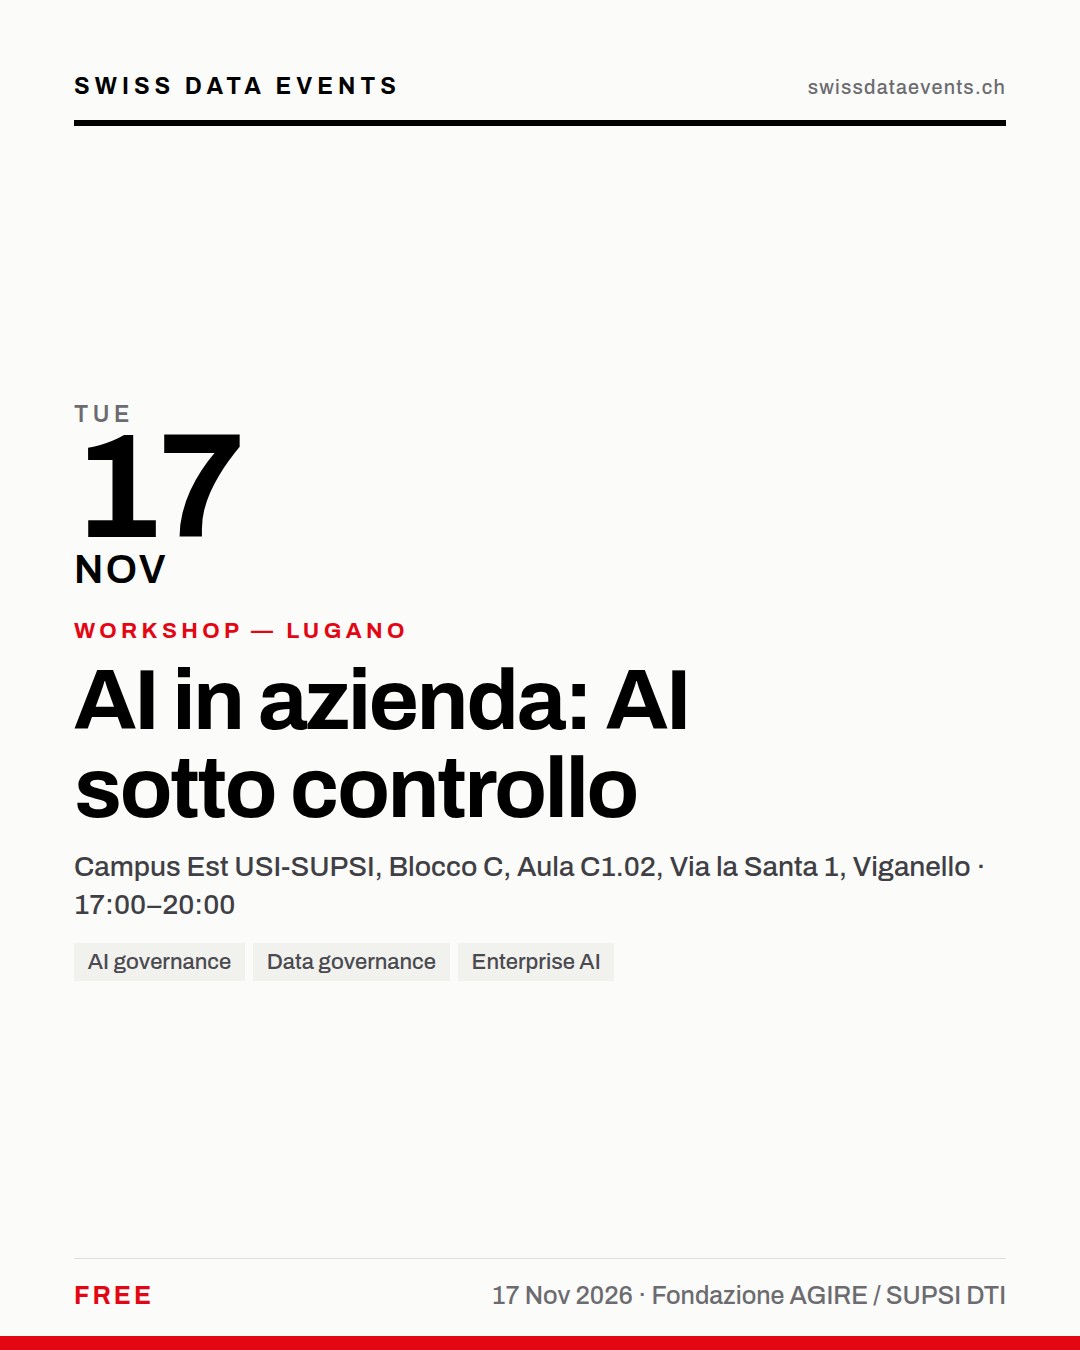 SWISS DATA EVENTS
swissdataevents.ch
TUE
17
NOV
WORKSHOP — LUGANO
AI in azienda: AI
sotto controllo
Campus Est USI-SUPSI, Blocco C, Aula C1.02, Via la Santa 1, Viganello ·
17:00–20:00
AI governance
Data governance
Enterprise AI
FREE
17 Nov 2026 · Fondazione AGIRE / SUPSI DTI